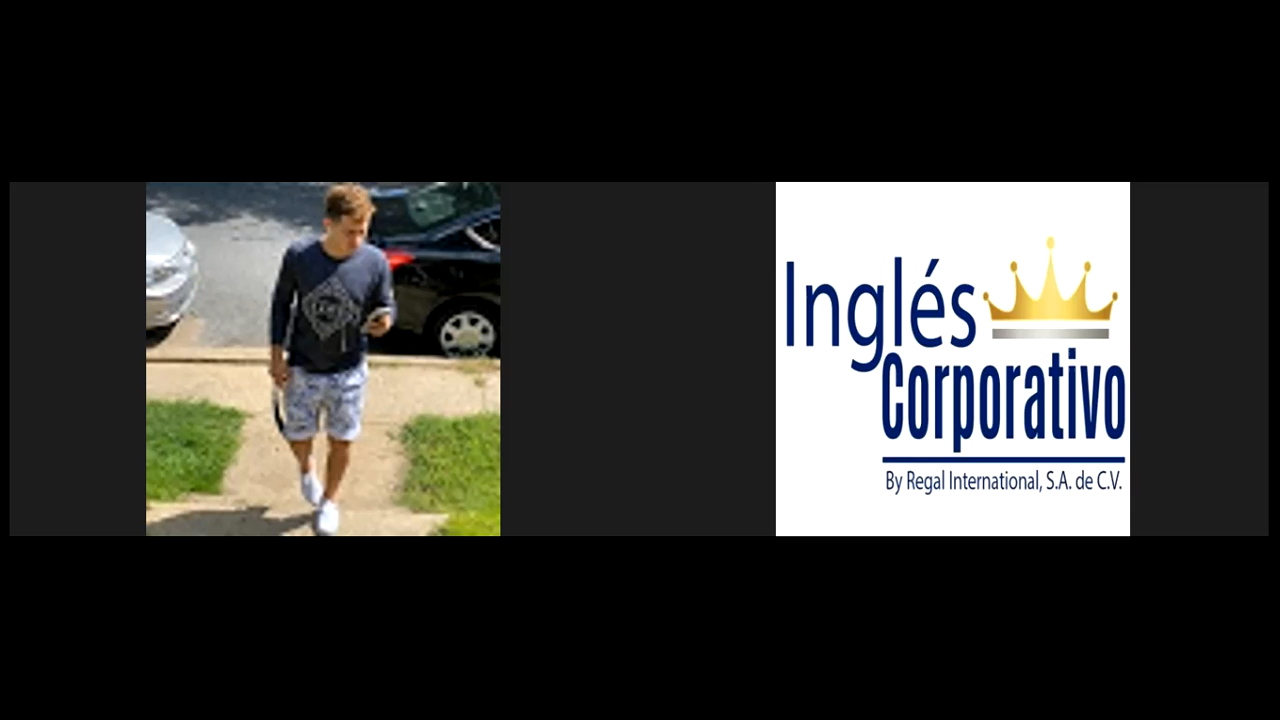 Inglés
Corporativo
By Regal International, S.A. de C.V.